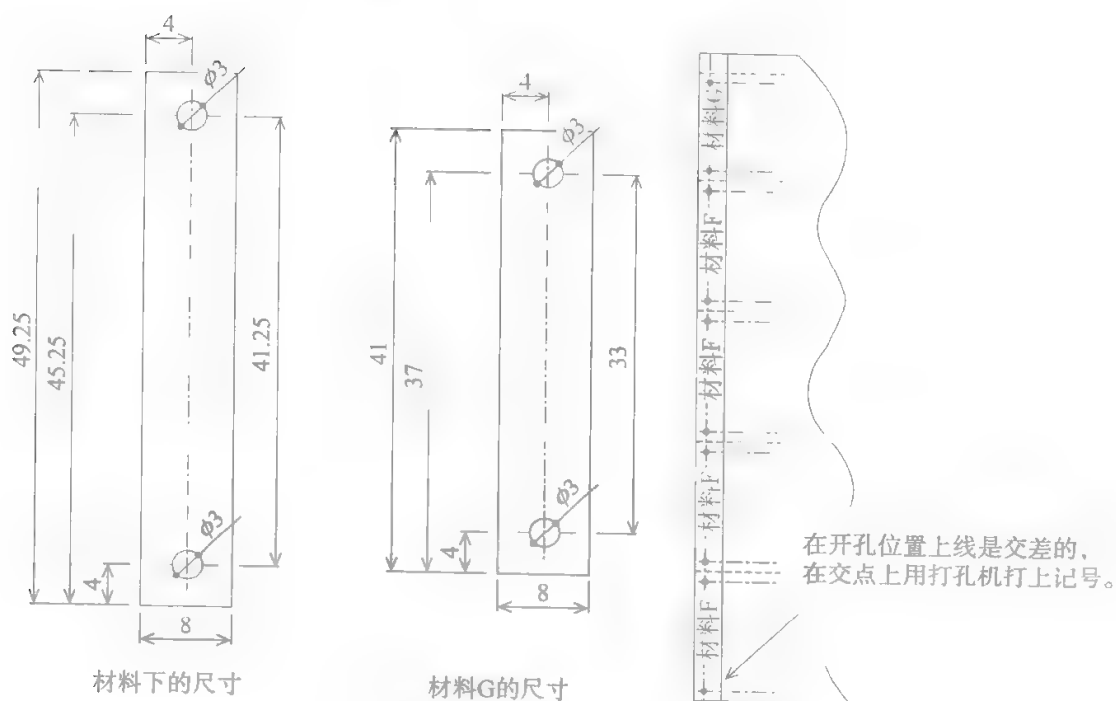 4
φ3
49.25
45.25
41.25
φ3
4
8
材料下的尺寸
4
φ3
41
37
33
φ3
4
8
材料G的尺寸
材料G
材料F
材料F
材料F
材料F
在开孔位置上线是交差的,
在交点上用打孔机打上记号。